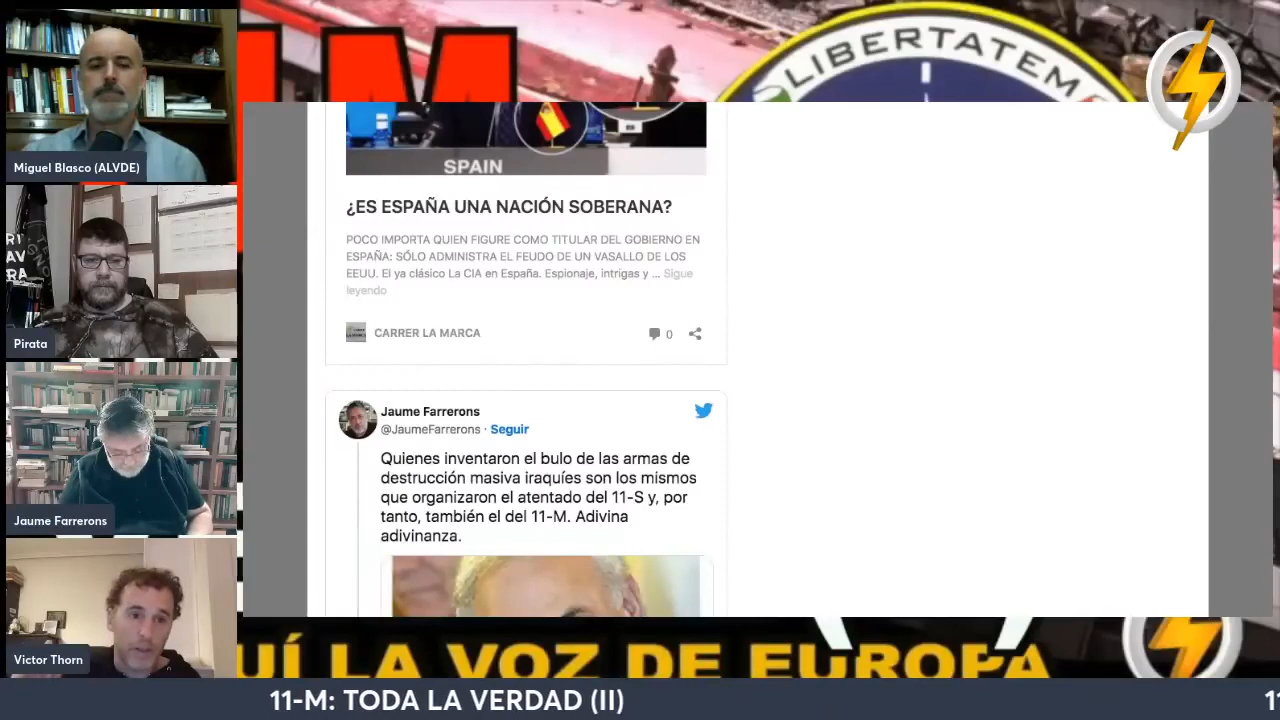 LIBERTATEM
Miguel Blasco (ALVDE)
Pirata
Jaume Farrerons
Victor Thorn
SPAIN
¿ES ESPAÑA UNA NACIÓN SOBERANA?
POCO IMPORTA QUIEN FIGURE COMO TITULAR DEL GOBIERNO EN
ESPAÑA: SÓLO ADMINISTRA EL FEUDO DE UN VASALLO DE LOS
EEUU. El ya clásico La CIA en España. Espionaje, intrigas y ... Sigue
leyendo
CARRER LA MARCA
0
Jaume Farrerons
@JaumeFarrerons · Seguir
Quienes inventaron el bulo de las armas de
destrucción masiva iraquíes son los mismos
que organizaron el atentado del 11-S y, por
tanto, también el del 11-M. Adivina
adivinanza.
UÍ LA VOZ DE EUROPA
11-M: TODA LA VERDAD (II)